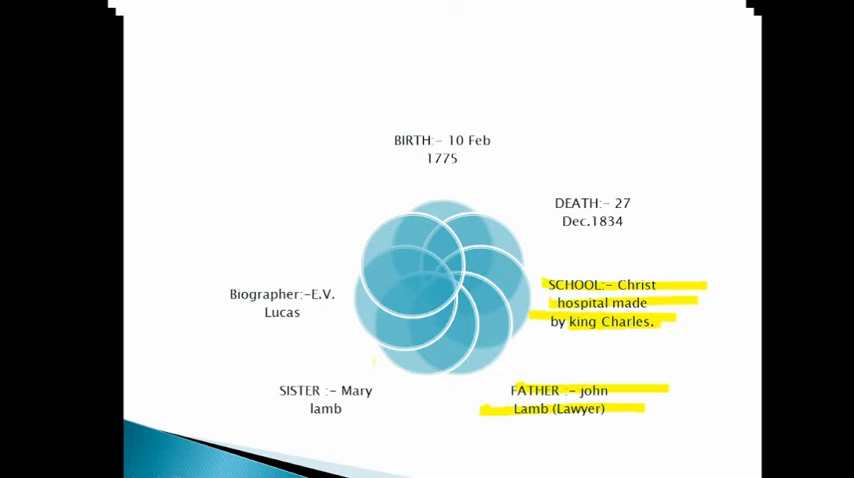 BIRTH:- 10 Feb
1775
DEATH:- 27
Dec.1834
SCHOOL:- Christ
hospital made
by king Charles.
FATHER :- john
Lamb (Lawyer)
SISTER :- Mary
lamb
Biographer:-E.V.
Lucas